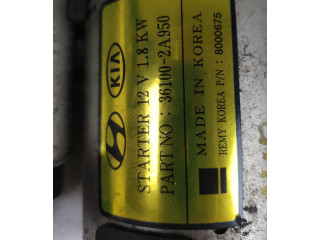 KIA
STARTER 12 V 1.8 KW
PART NO : 36100-2A950
MADE IN KOREA
REMY KOREA P/N : 8000675